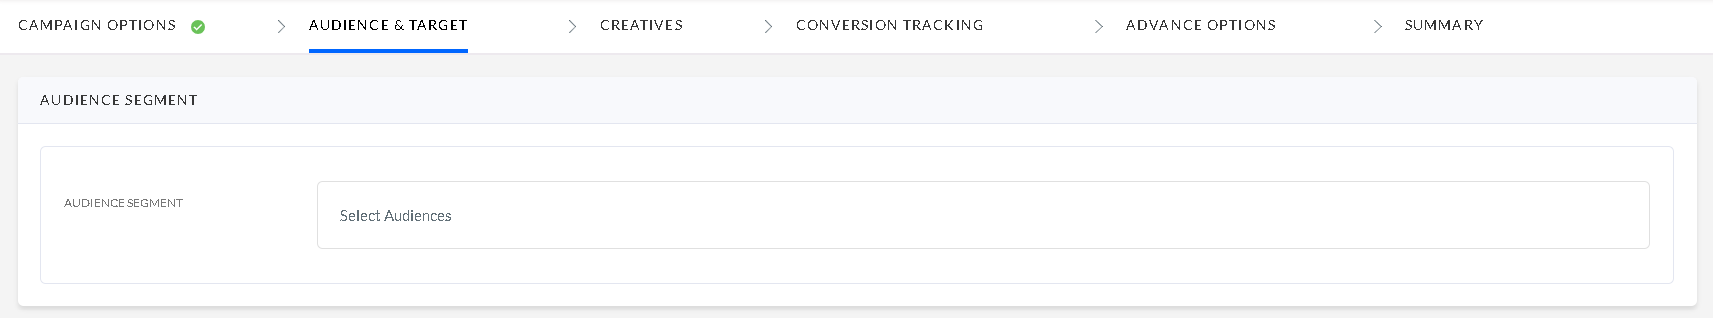 CAMPAIGN OPTIONS AUDIENCE & TARGET CREATIVES CONVERSION TRACKING ADVANCE OPTIONS SUMMARY
AUDIENCE SEGMENT
AUDIENCE SEGMENT
Select Audiences